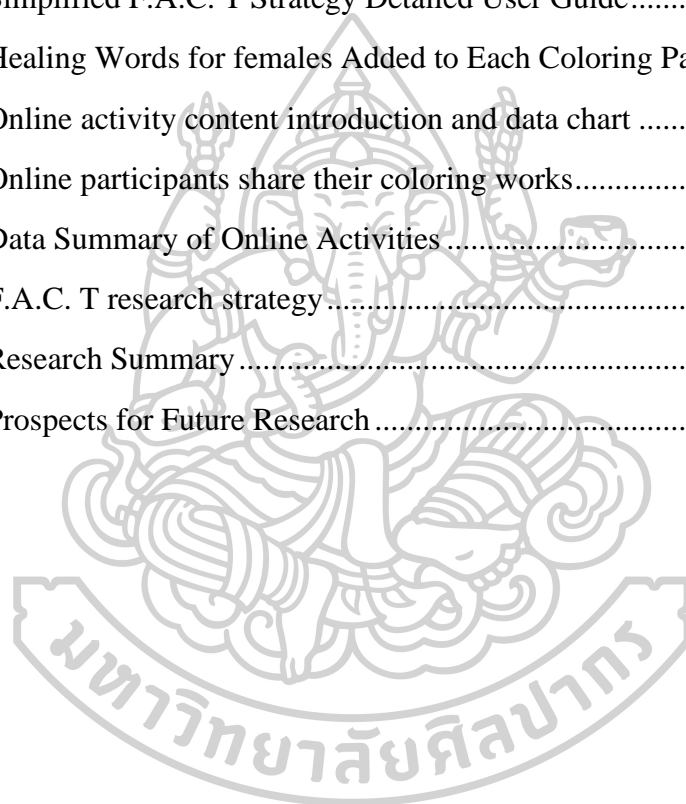 Simplified F.A.C. T Strategy Detailed User Guide.......
Healing Words for females Added to Each Coloring Pa
Online activity content introduction and data chart ......
Online participants share their coloring works..............
Data Summary of Online Activities ..................................
F.A.C. T research strategy...................................................
Research Summary................................................................
Prospects for Future Research............................................
มหาวิทยาลัยศิลปากร